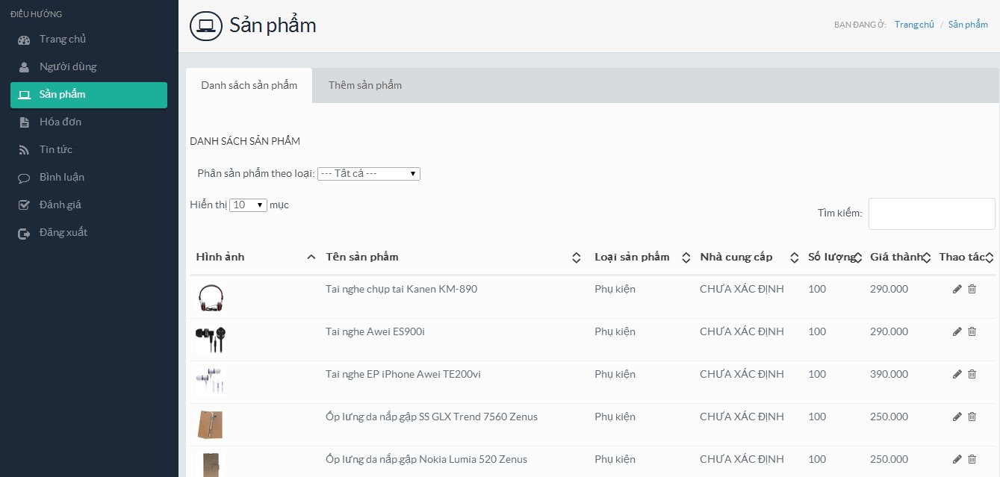 ĐIỀU HƯỚNG
Trang chủ
Người dùng
Sản phẩm
Hóa đơn
Tin tức
Bình luận
Đánh giá
Đăng xuất
Sản phẩm
BẠN ĐANG Ở: Trang chủ / Sản phẩm
Danh sách sản phẩm Thêm sản phẩm
DANH SÁCH SẢN PHẨM
Phân sản phẩm theo loại: --- Tất cả ---
Hiển thị 10 mục
Tìm kiếm:
Hình ảnh Tên sản phẩm Loại sản phẩm Nhà cung cấp Số lượng Giá thành Thao tác
Tai nghe chụp tai Kanen KM-890 Phụ kiện CHƯA XÁC ĐỊNH 100 290.000
Tai nghe Awei ES900i Phụ kiện CHƯA XÁC ĐỊNH 100 290.000
Tai nghe EP iPhone Awei TE200vi Phụ kiện CHƯA XÁC ĐỊNH 100 390.000
Ốp lưng da nắp gập SS GLX Trend 7560 Zenus Phụ kiện CHƯA XÁC ĐỊNH 100 250.000
Ốp lưng da nắp gập Nokia Lumia 520 Zenus Phụ kiện CHƯA XÁC ĐỊNH 100 250.000